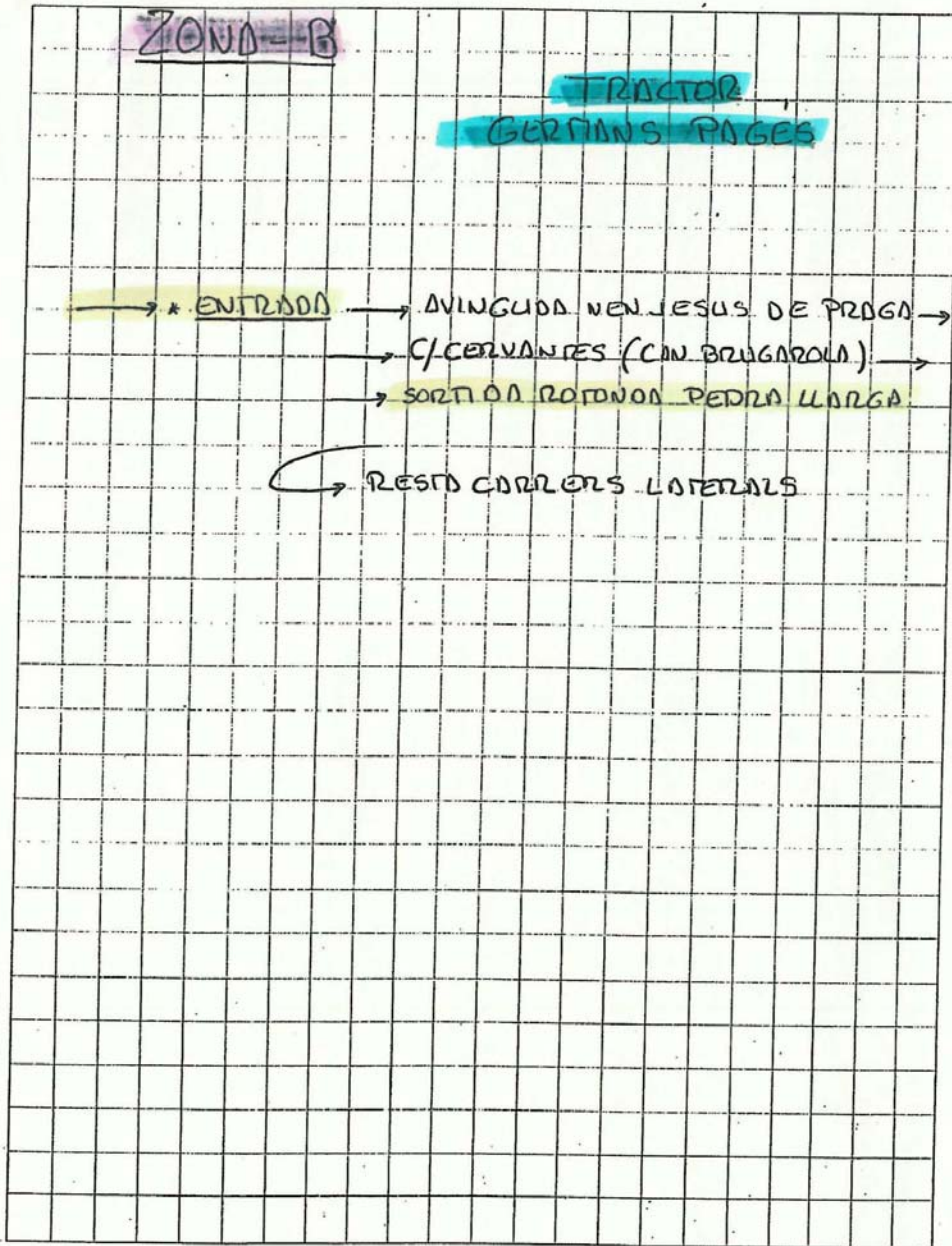 ZONA-B
TRACTOR
GERMANS PAGÈS
→ * ENTRADA → AVINGUDA NEN JESUS DE PRAGA →
→ C/CERVANTES (CAN BRUGAROLA) →
→ SORTIDA ROTONDA PEDRA LLARGA
→ RESTA CARRERS LATERALS